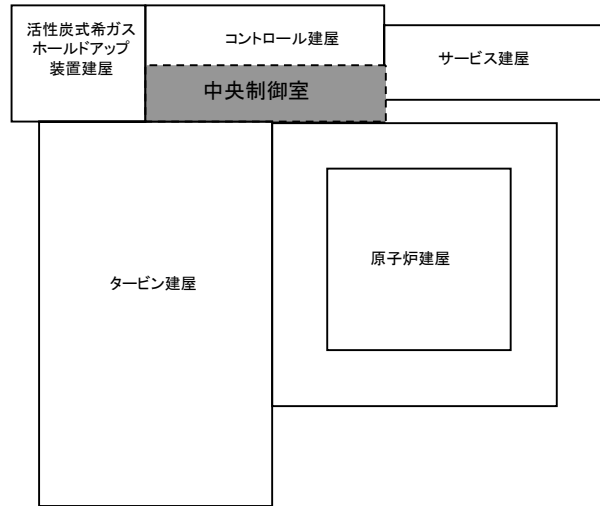 活性炭式希ガス
ホールドアップ
装置建屋
コントロール建屋
サービス建屋
中央制御室
タービン建屋
原子炉建屋